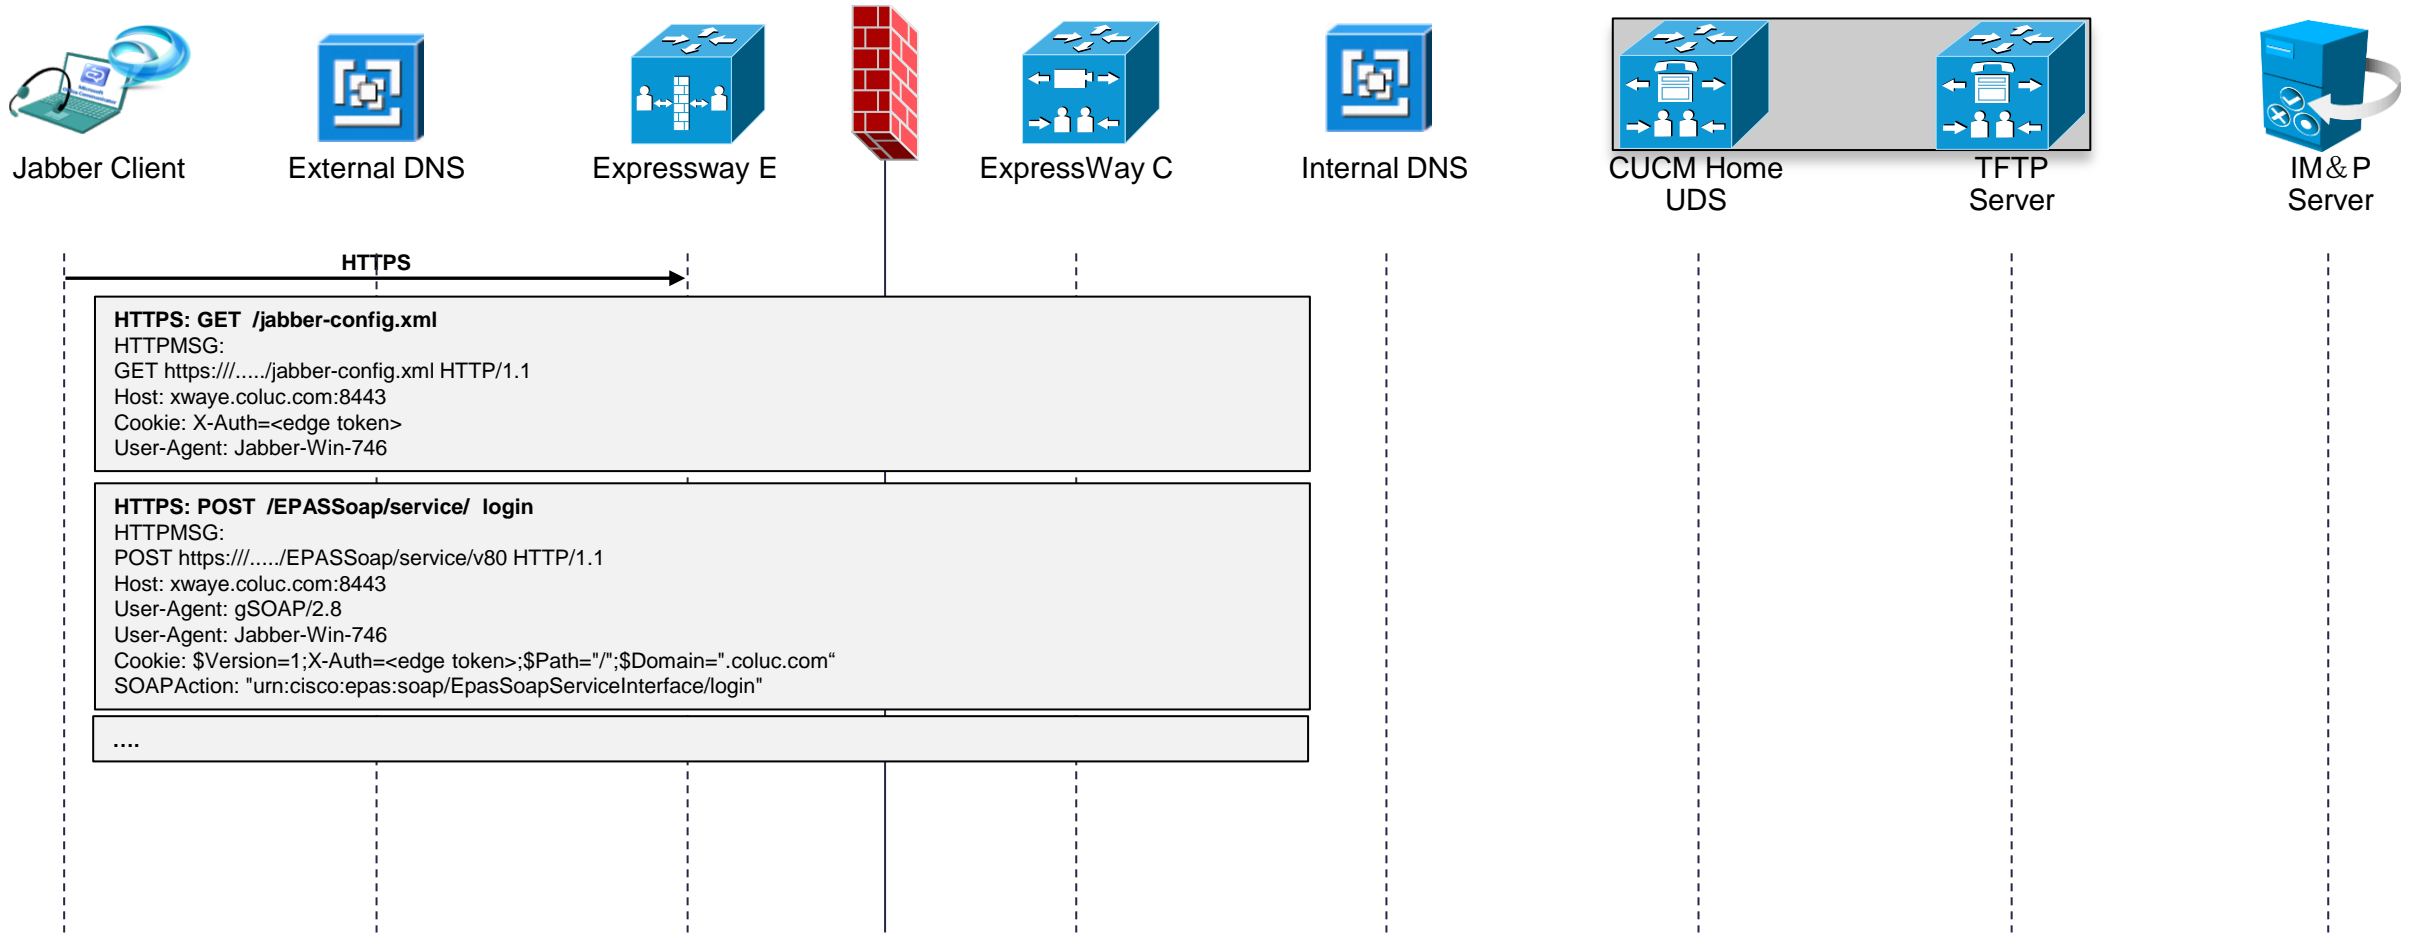 Jabber Client
External DNS
Expressway E
ExpressWay C
Internal DNS
CUCM Home
UDS
TFTP
Server
IM&P
Server
HTTPS
HTTPS: GET  /jabber-config.xml
HTTPMSG:
GET https:///...../jabber-config.xml HTTP/1.1
Host: xwaye.coluc.com:8443
Cookie: X-Auth=<edge token>
User-Agent: Jabber-Win-746
HTTPS: POST  /EPASSoap/service/  login
HTTPMSG:
POST https:///...../EPASSoap/service/v80 HTTP/1.1
Host: xwaye.coluc.com:8443
User-Agent: gSOAP/2.8
User-Agent: Jabber-Win-746
Cookie: $Version=1;X-Auth=<edge token>;$Path="/";$Domain=".coluc.com“
SOAPAction: "urn:cisco:epas:soap/EpasSoapServiceInterface/login"
....